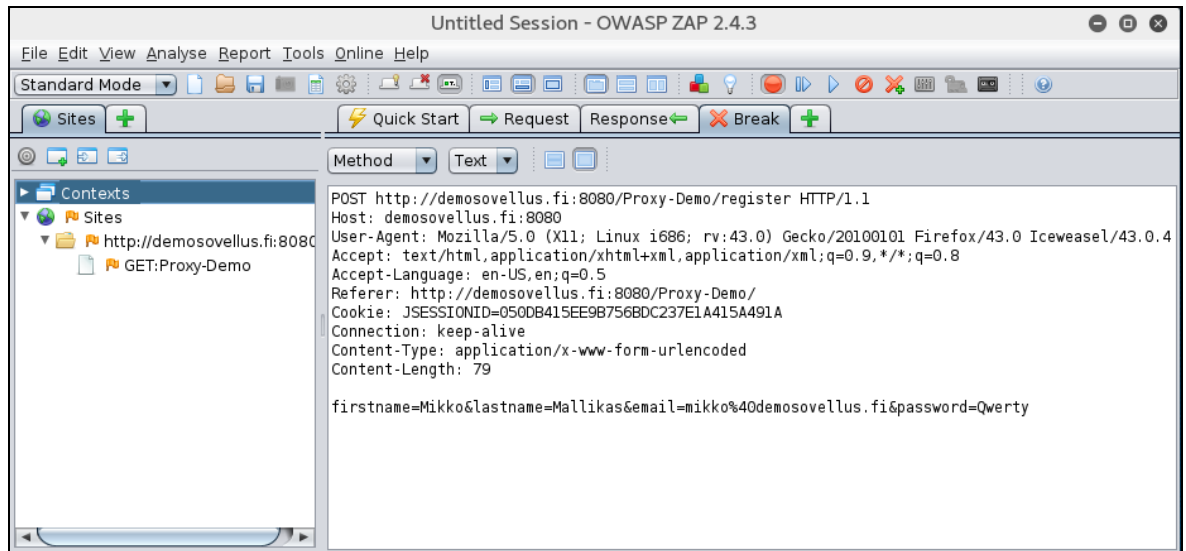 Untitled Session - OWASP ZAP 2.4.3
File Edit View Analyse Report Tools Online Help
Standard Mode
Sites
Quick Start Request Response Break
Method Text
Contexts
Sites
http://demosovellus.fi:8080
GET:Proxy-Demo
POST http://demosovellus.fi:8080/Proxy-Demo/register HTTP/1.1
Host: demosovellus.fi:8080
User-Agent: Mozilla/5.0 (X11; Linux i686; rv:43.0) Gecko/20100101 Firefox/43.0 Iceweasel/43.0.4
Accept: text/html,application/xhtml+xml,application/xml;q=0.9,*/*;q=0.8
Accept-Language: en-US,en;q=0.5
Referer: http://demosovellus.fi:8080/Proxy-Demo/
Cookie: JSESSIONID=050DB415EE9B756BDC237E1A415A491A
Connection: keep-alive
Content-Type: application/x-www-form-urlencoded
Content-Length: 79
firstname=Mikko&lastname=Mallikas&email=mikko%40demosovellus.fi&password=Qwerty